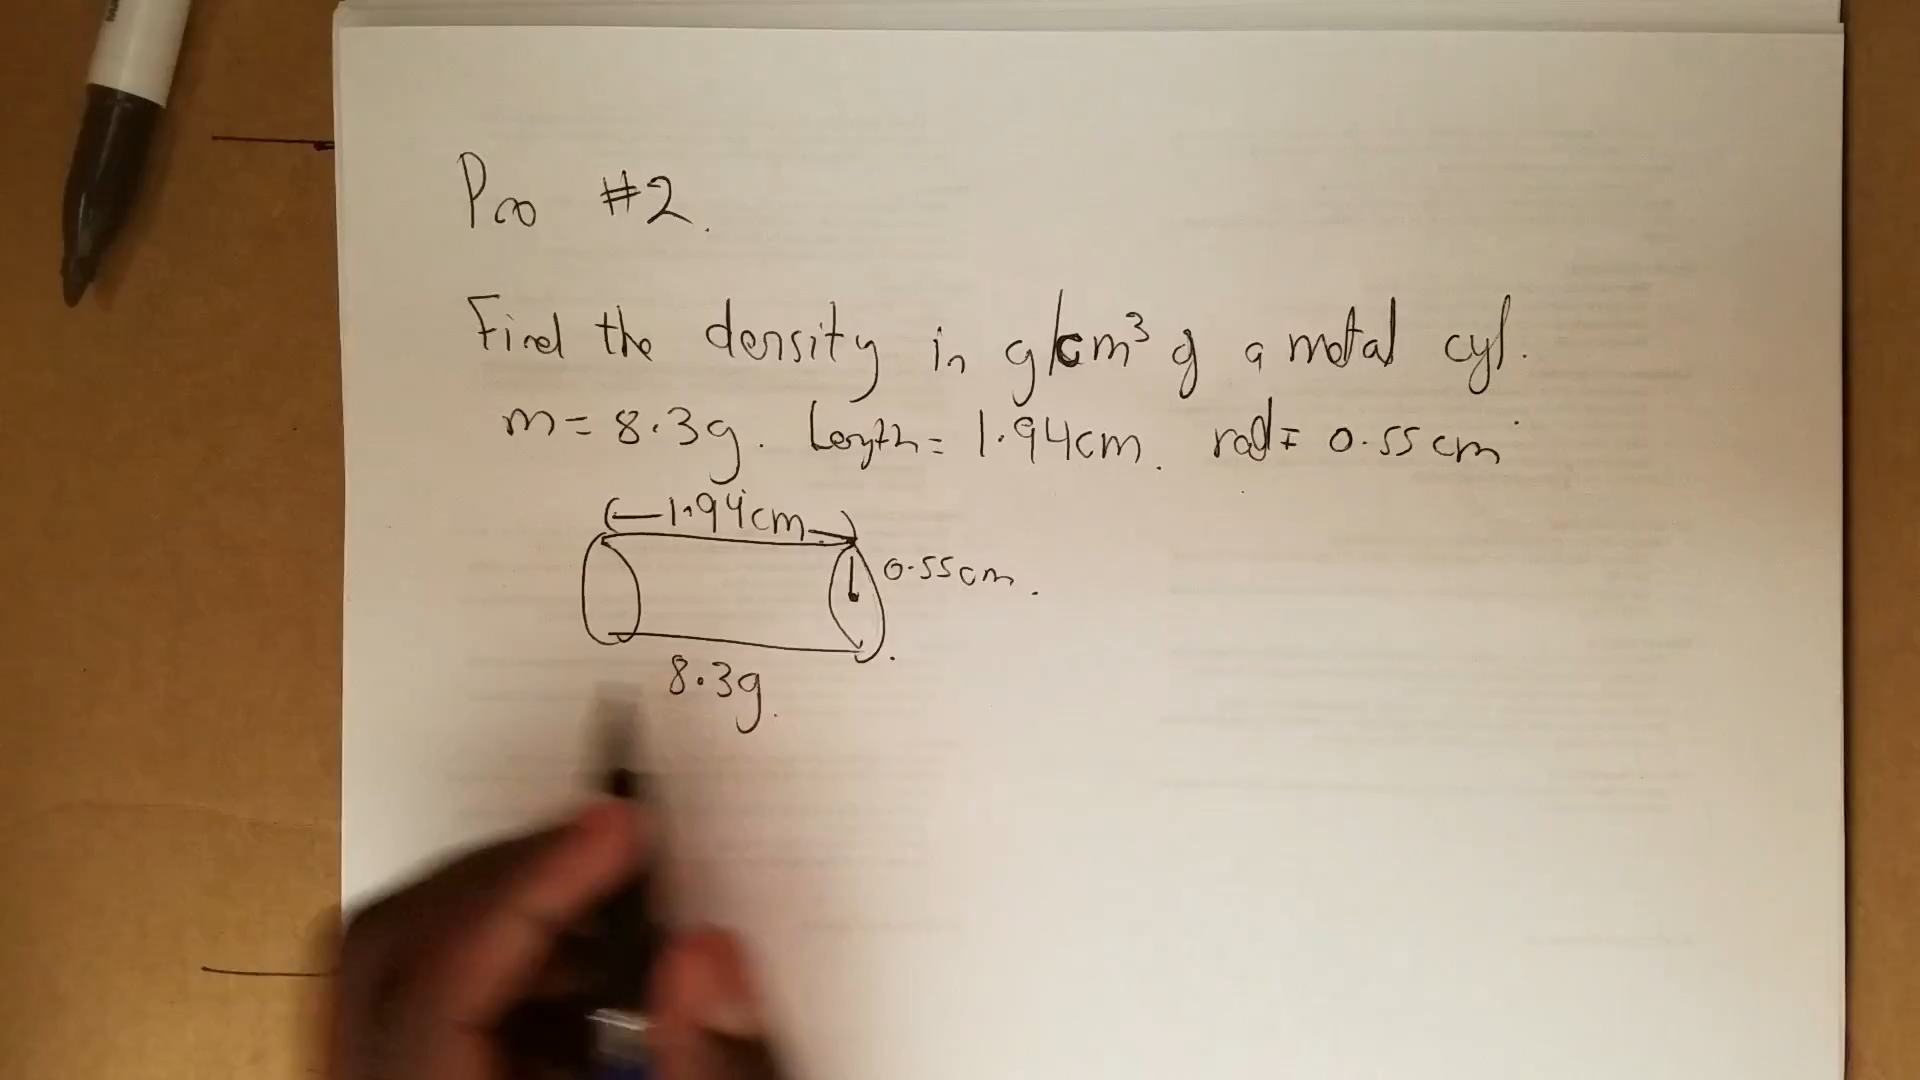 Pro #2.
Find the density in g/cm³ of a metal cyl.
m = 8.3g. Length = 1.94cm. rad = 0.55cm
1.94cm
0.55cm.
8.3g.